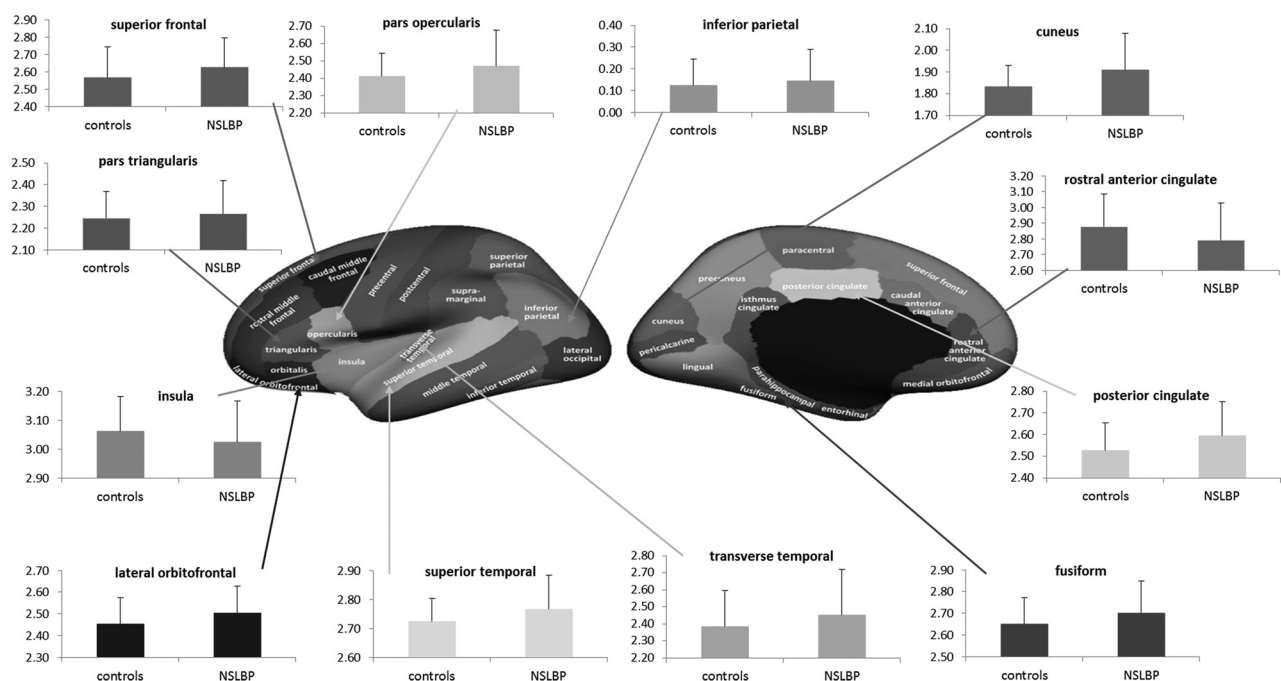 superior frontal
2.90
2.80
2.70
2.60
2.50
2.40
controls NSLBP
pars opercularis
2.70
2.60
2.50
2.40
2.30
2.20
controls NSLBP
inferior parietal
0.40
0.30
0.20
0.10
0.00
controls NSLBP
cuneus
2.10
2.00
1.90
1.80
1.70
controls NSLBP
pars triangularis
2.50
2.40
2.30
2.20
2.10
controls NSLBP
rostral anterior cingulate
3.20
3.10
3.00
2.90
2.80
2.70
2.60
controls NSLBP
superior frontal
caudal middle
frontal
precentral
postcentral
superior
parietal
supra-
marginal
rostral middle
frontal
inferior
parietal
opercularis
triangularis
insula
transverse
temporal
lateral
occipital
orbitalis
superior temporal
lateral orbitofrontal
middle temporal
inferior temporal
paracentral
superior frontal
precuneus
posterior cingulate
isthmus
cingulate
caudal
anterior
cingulate
cuneus
pericalcarine
rostral
anterior
cingulate
lingual
parahippocampal
medial orbitofrontal
fusiform
entorhinal
insula
3.20
3.10
3.00
2.90
controls NSLBP
posterior cingulate
2.80
2.70
2.60
2.50
2.40
controls NSLBP
lateral orbitofrontal
2.70
2.60
2.50
2.40
2.30
controls NSLBP
superior temporal
2.90
2.80
2.70
2.60
controls NSLBP
transverse temporal
2.80
2.70
2.60
2.50
2.40
2.30
2.20
controls NSLBP
fusiform
2.90
2.80
2.70
2.60
2.50
controls NSLBP